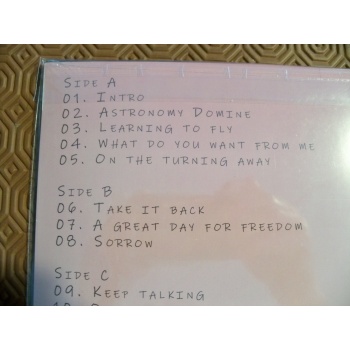 Side A
01. Intro
02. Astronomy Domine
03. Learning to fly
04. What do you want from me
05. On the turning away
Side B
06. Take it back
07. A great day for freedom
08. Sorrow
Side C
09. Keep talking